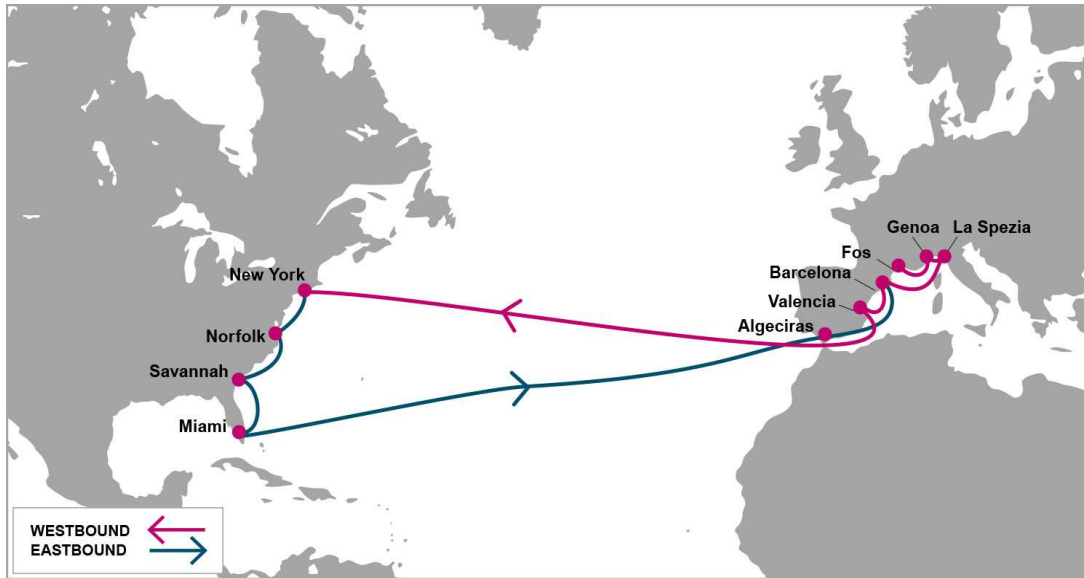 Genoa
La Spezia
Fos
New York
Barcelona
Valencia
Norfolk
Algeciras
Savannah
Miami
WESTBOUND
EASTBOUND